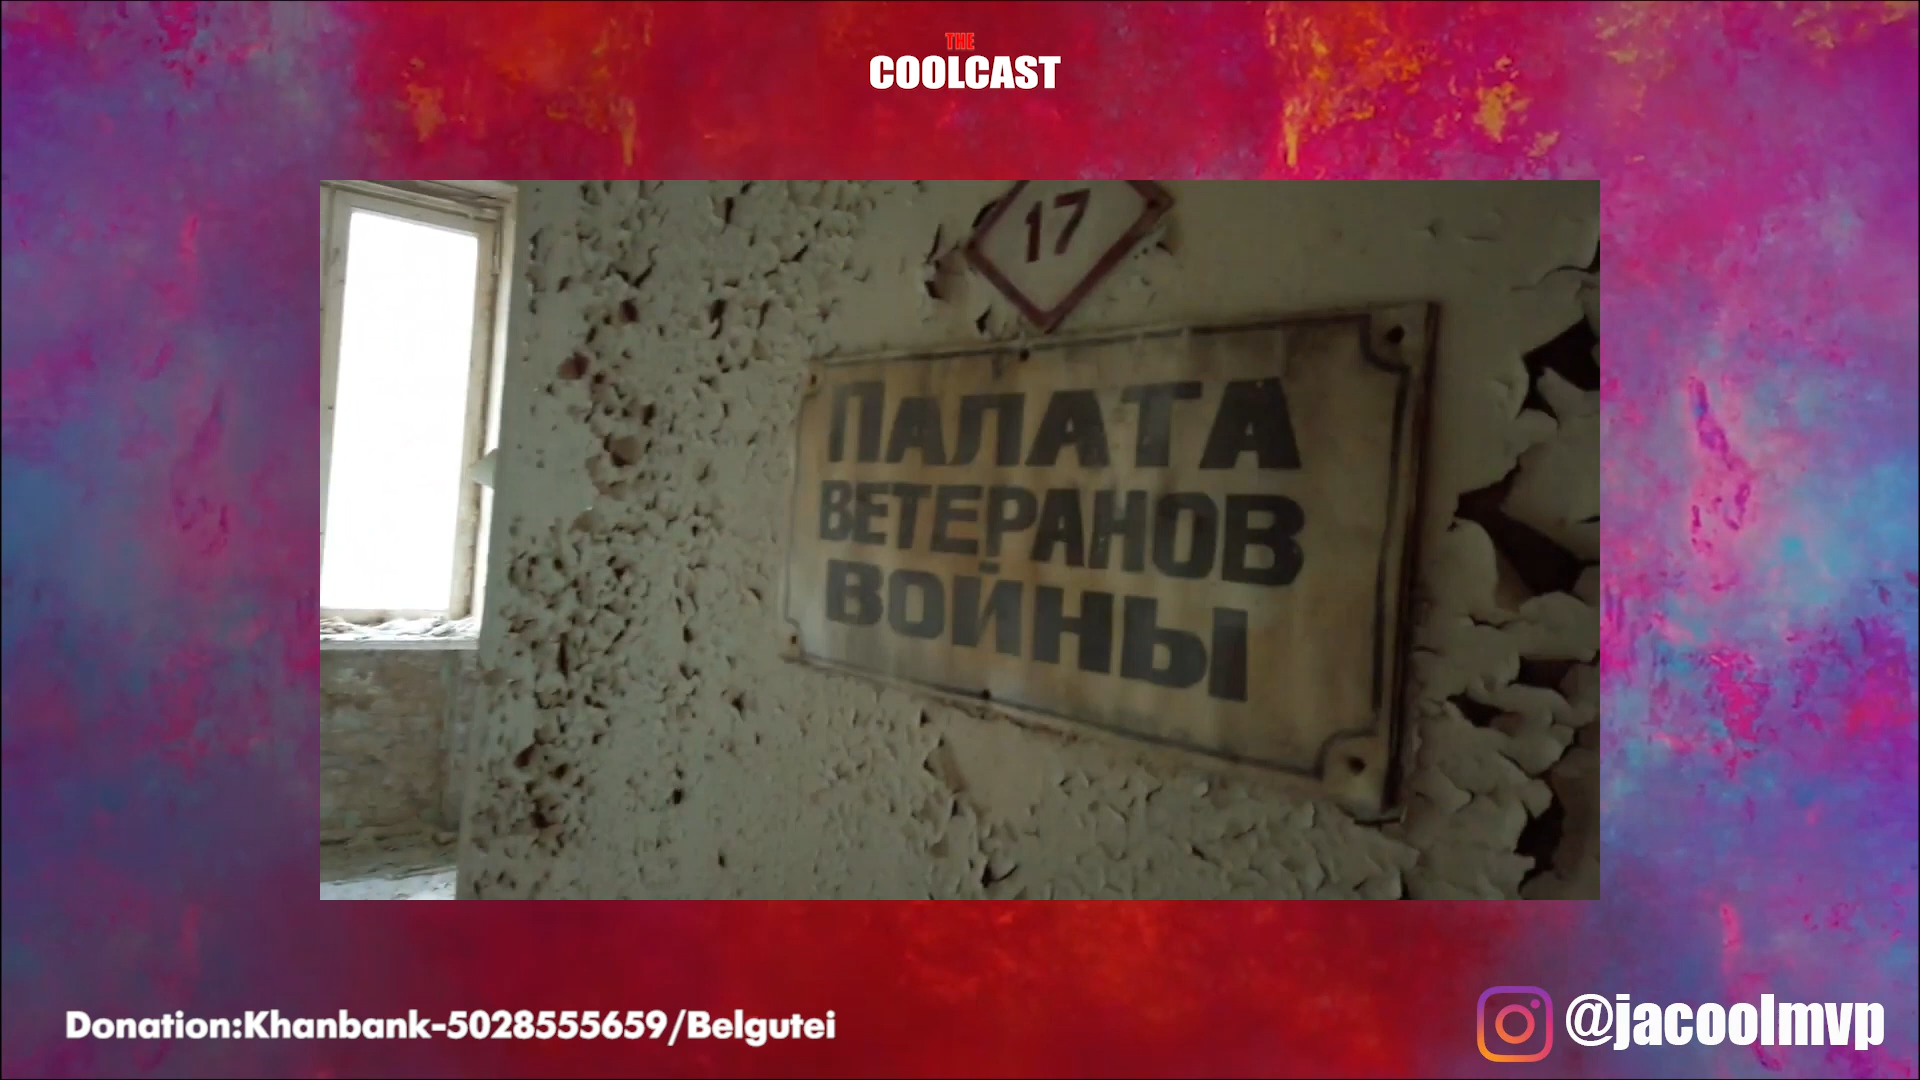 THE
COOLCAST
17
ПАЛАТА
ВЕТЕРАНОВ
ВОЙНЫ
Donation:Khanbank-5028555659/Belgutei
@jacoolmvp